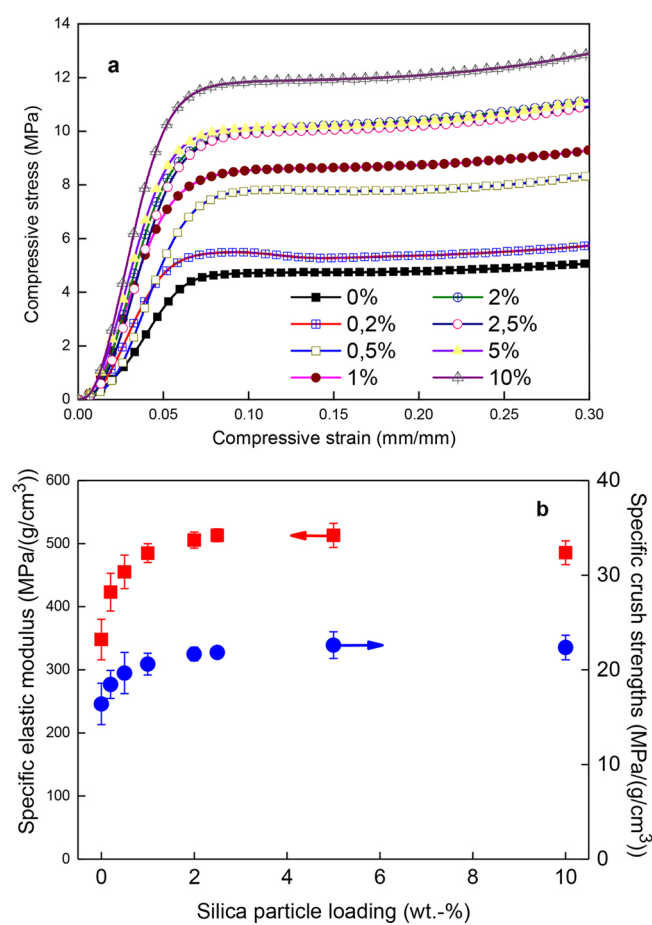 a
14
12
10
8
6
4
2
0
Compressive stress (MPa)
0% 2%
0,2% 2,5%
0,5% 5%
1% 10%
0.00 0.05 0.10 0.15 0.20 0.25 0.30
Compressive strain (mm/mm)
b
600
500
400
300
200
100
0
Specific elastic modulus (MPa/(g/cm³))
40
30
20
10
0
Specific crush strengths (MPa/(g/cm³))
0 2 4 6 8 10
Silica particle loading (wt.-%)